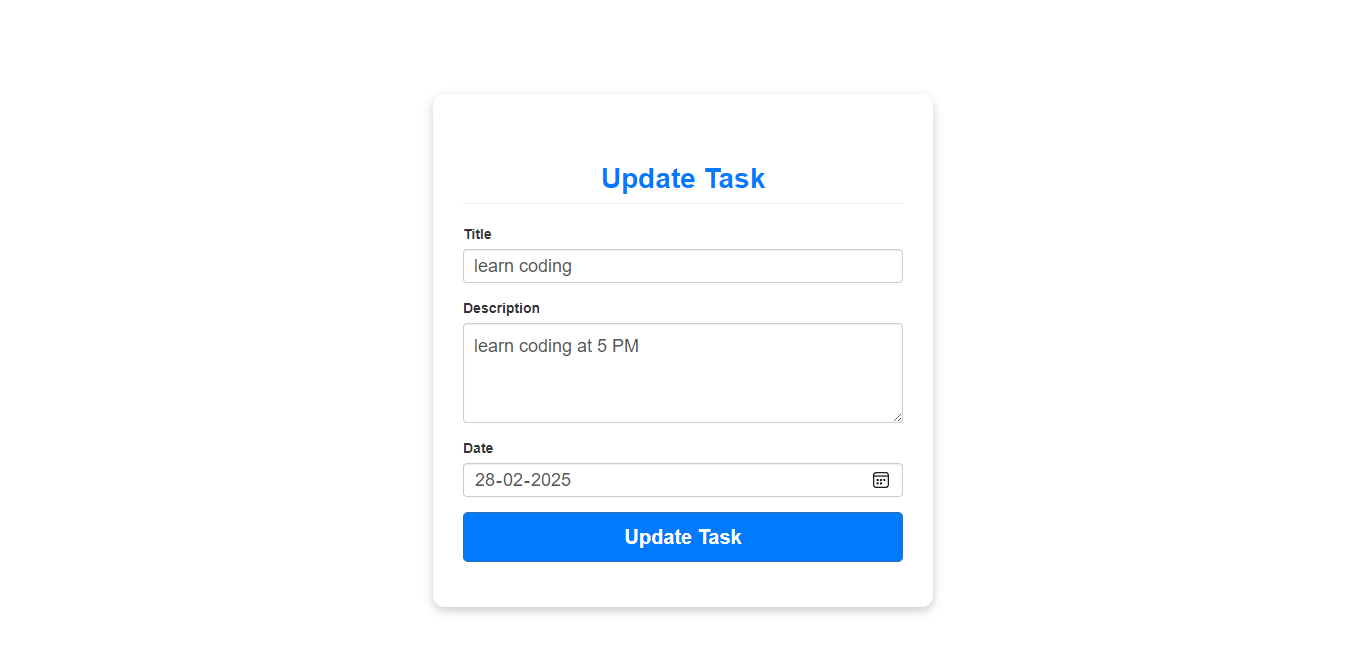 Update Task
Title
learn coding
Description
learn coding at 5 PM
Date
28-02-2025
Update Task